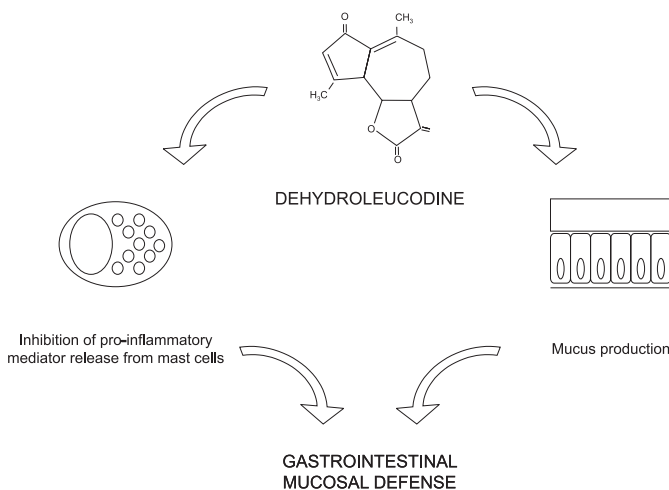 O
CH₃
H₃C
O
O
DEHYDROLEUCODINE
Inhibition of pro-inflammatory
mediator release from mast cells
Mucus production
GASTROINTESTINAL
MUCOSAL DEFENSE